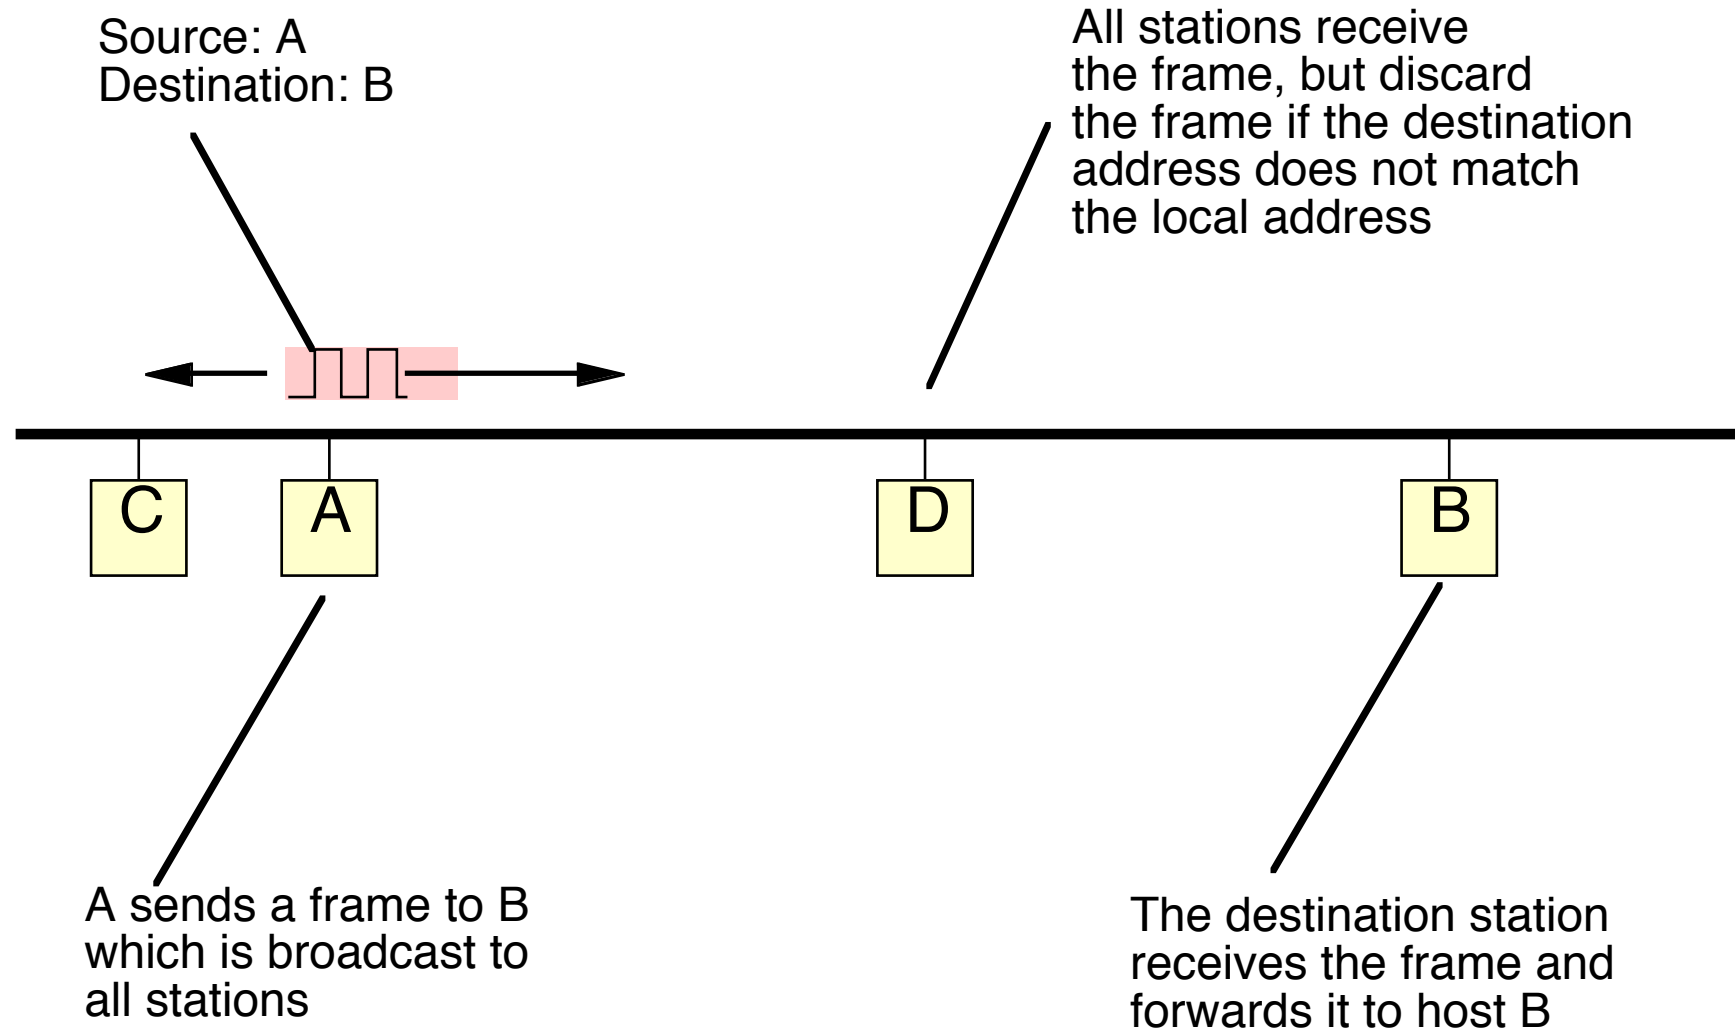 Source: A
Destination: B
All stations receive
the frame, but discard
the frame if the destination
address does not match
the local address
C
A
D
B
A sends a frame to B
which is broadcast to
all stations
The destination station
receives the frame and
forwards it to host B